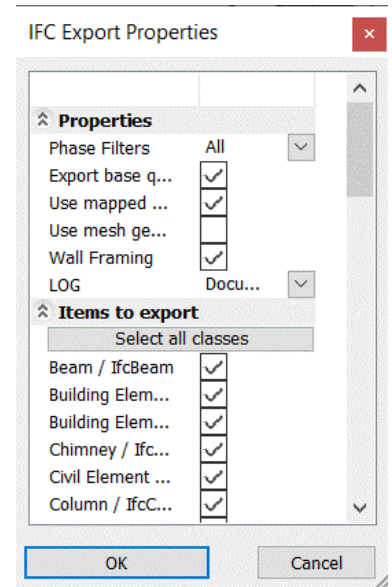 IFC Export Properties
Properties
Phase Filters All
Export base q...
Use mapped ...
Use mesh ge...
Wall Framing
LOG Docu...
Items to export
Select all classes
Beam / IfcBeam
Building Elem...
Building Elem...
Chimney / Ifc...
Civil Element ...
Column / IfcC...
OK Cancel